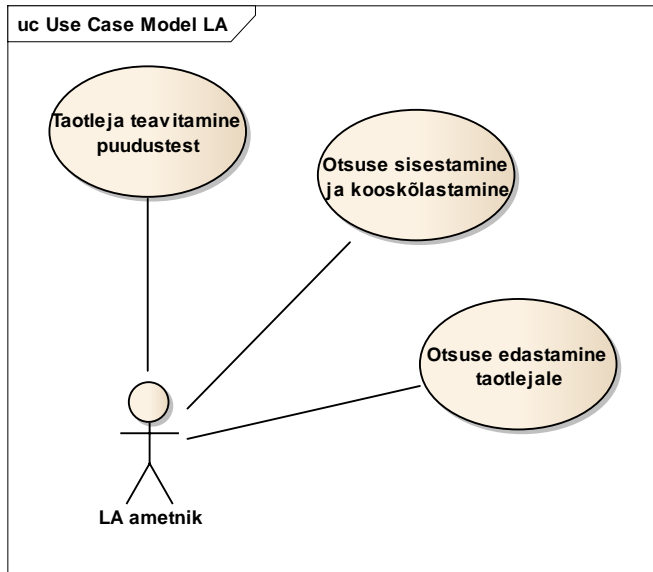 uc Use Case Model LA
Taotleja teavitamine
puudustest
Otsuse sisestamine
ja kooskõlastamine
Otsuse edastamine
taotlejale
LA ametnik